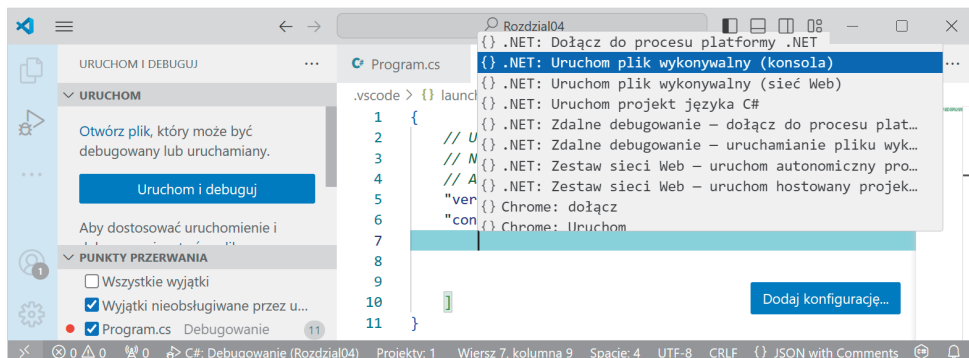 Rozdzial04
URUCHOM I DEBUGUJ ...
URUCHOM
Otwórz plik, który może być
debugowany lub uruchamiany.
Uruchom i debuguj
Aby dostosować uruchomienie i
PUNKTY PRZERWANIA
Wszystkie wyjątki
Wyjątki nieobsługiwane przez u...
Program.cs Debugowanie 11
1
Program.cs
...
.vscode > {} launch
1 {
2 // U
3 // N
4 // A
5 "ver
6 "con
7
8
9
10 ]
11 }
{} .NET: Dołącz do procesu platformy .NET
{} .NET: Uruchom plik wykonywalny (konsola)
{} .NET: Uruchom plik wykonywalny (sieć Web)
{} .NET: Uruchom projekt języka C#
{} .NET: Zdalne debugowanie – dołącz do procesu plat…
{} .NET: Zdalne debugowanie – uruchamianie pliku wyk…
{} .NET: Zestaw sieci Web – uruchom autonomiczny pro…
{} .NET: Zestaw sieci Web – uruchom hostowany projek…
{} Chrome: dołącz
{} Chrome: Uruchom
Dodaj konfigurację...
0 0 0 C#: Debugowanie (Rozdzial04) Projekty: 1 Wiersz 7, kolumna 9 Spacje: 4 UTF-8 CRLF {} JSON with Comments